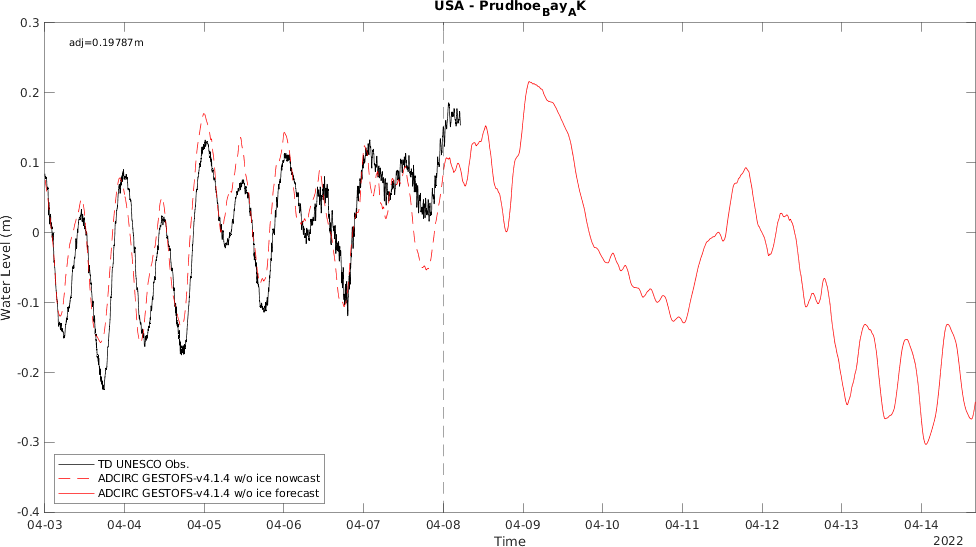 USA - Prudhoe_Bay_AK
0.3
adj=0.19787m
0.2
0.1
0
-0.1
-0.2
-0.3
-0.4
Water Level (m)
TD UNESCO Obs.
ADCIRC GESTOFS-v4.1.4 w/o ice nowcast
ADCIRC GESTOFS-v4.1.4 w/o ice forecast
04-03 04-04 04-05 04-06 04-07 04-08 04-09 04-10 04-11 04-12 04-13 04-14
Time
2022